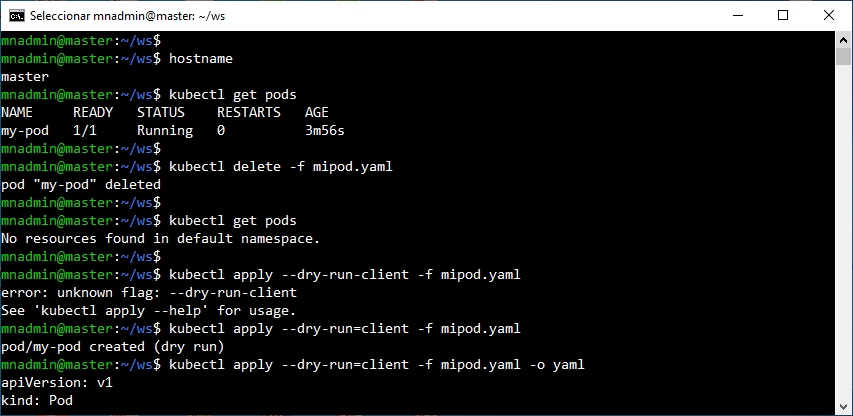 Seleccionar mnadmin@master: ~/ws
mnadmin@master:~/ws$
mnadmin@master:~/ws$ hostname
master
mnadmin@master:~/ws$ kubectl get pods
NAME     READY   STATUS    RESTARTS   AGE
my-pod   1/1     Running   0          3m56s
mnadmin@master:~/ws$
mnadmin@master:~/ws$ kubectl delete -f mipod.yaml
pod "my-pod" deleted
mnadmin@master:~/ws$
mnadmin@master:~/ws$ kubectl get pods
No resources found in default namespace.
mnadmin@master:~/ws$
mnadmin@master:~/ws$ kubectl apply --dry-run-client -f mipod.yaml
error: unknown flag: --dry-run-client
See 'kubectl apply --help' for usage.
mnadmin@master:~/ws$ kubectl apply --dry-run=client -f mipod.yaml
pod/my-pod created (dry run)
mnadmin@master:~/ws$ kubectl apply --dry-run=client -f mipod.yaml -o yaml
apiVersion: v1
kind: Pod